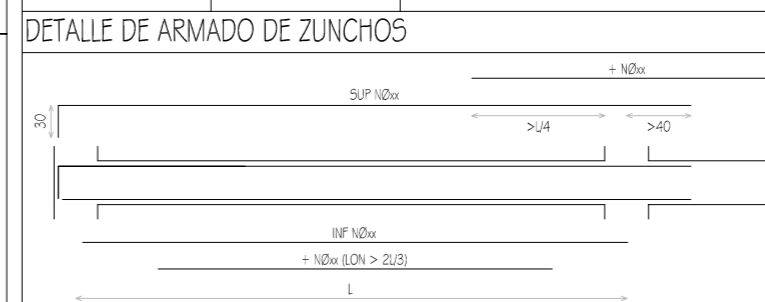 DETALLE DE ARMADO DE ZUNCHOS
+ NØxx
SUP NØxx
30
>L/4
>40
INF NØxx
+ NØxx (LON > 2L/3)
L